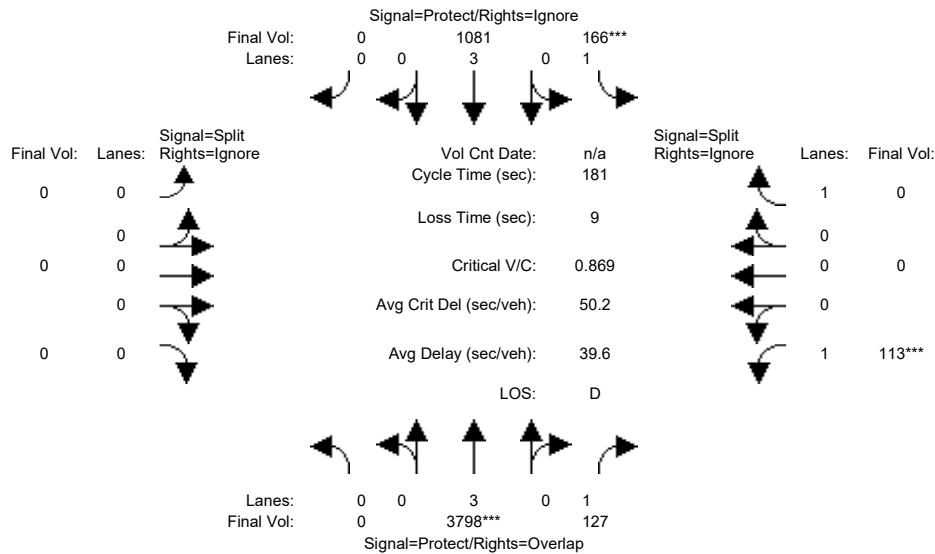 Signal=Protect/Rights=Ignore
Final Vol: 0 1081 166***
Lanes: 0 0 3 0 1
Signal=Split
Final Vol: Lanes: Rights=Ignore
Vol Cnt Date: n/a
Signal=Split
Rights=Ignore Lanes: Final Vol:
Cycle Time (sec): 181
0 0
1 0
Loss Time (sec): 9
0
0
0 0
Critical V/C: 0.869
0 0
0
Avg Crit Del (sec/veh): 50.2
0
0 0
Avg Delay (sec/veh): 39.6
1 113***
LOS: D
Lanes: 0 0 3 0 1
Final Vol: 0 3798*** 127
Signal=Protect/Rights=Overlap